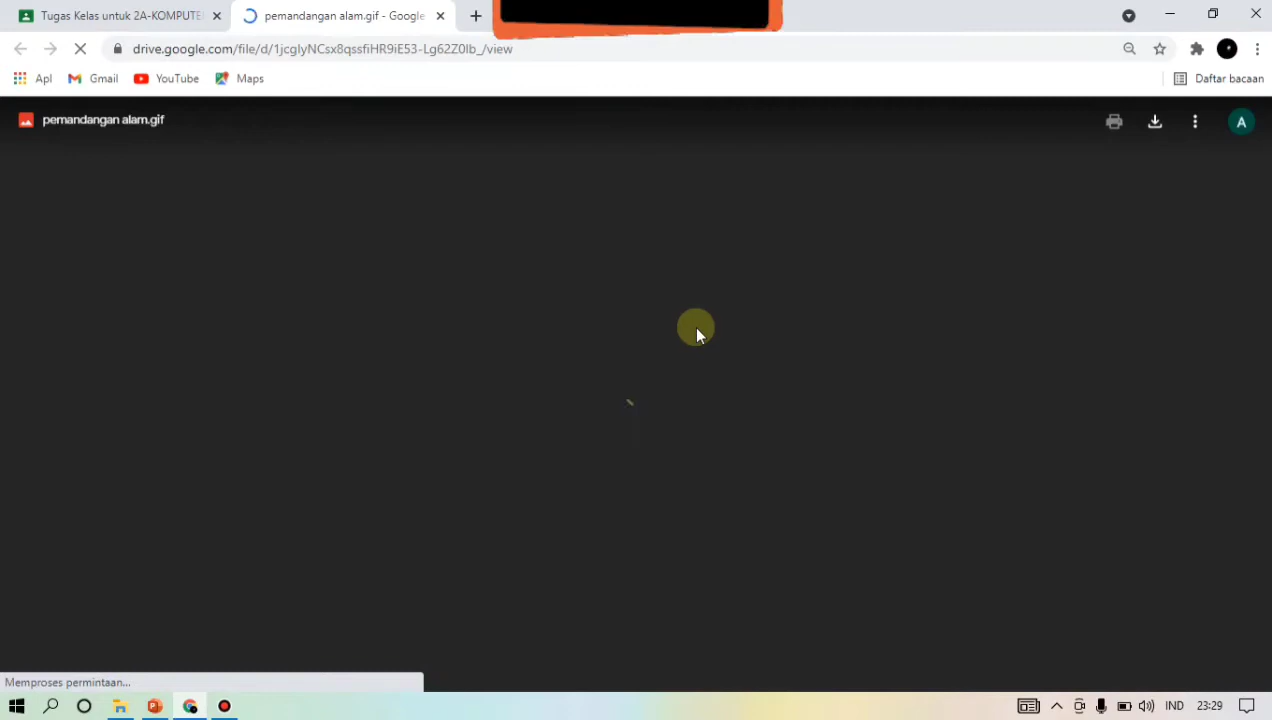 Tugas Kelas untuk 2A-KOMPUTE
pemandangan alam.gif - Google
drive.google.com/file/d/1jcglyNCsx8qssfiHR9iE53-Lg62Z0lb_/view
Apl
Gmail
YouTube
Maps
Daftar bacaan
pemandangan alam.gif
A
Memproses permintaan...
IND
23:29